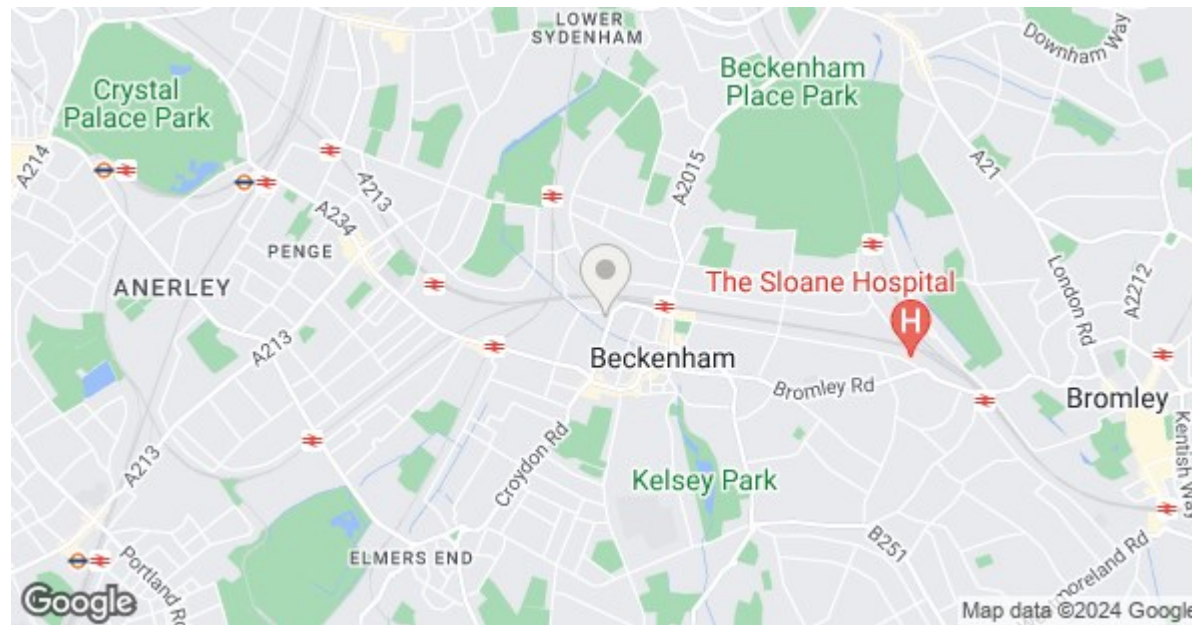 LOWER
SYDENHAM
Downham Way
Crystal
Palace Park
Beckenham
Place Park
A214
A213
A2015
A21
A234
PENGE
ANERLEY
The Sloane Hospital
H
London Rd
A2212
A213
Beckenham
Bromley Rd
Bromley
Kentish Way
Croydon Rd
A213
Kelsey Park
B251
ELMERS END
Portland
Rd
Google
Map data ©2024 Google